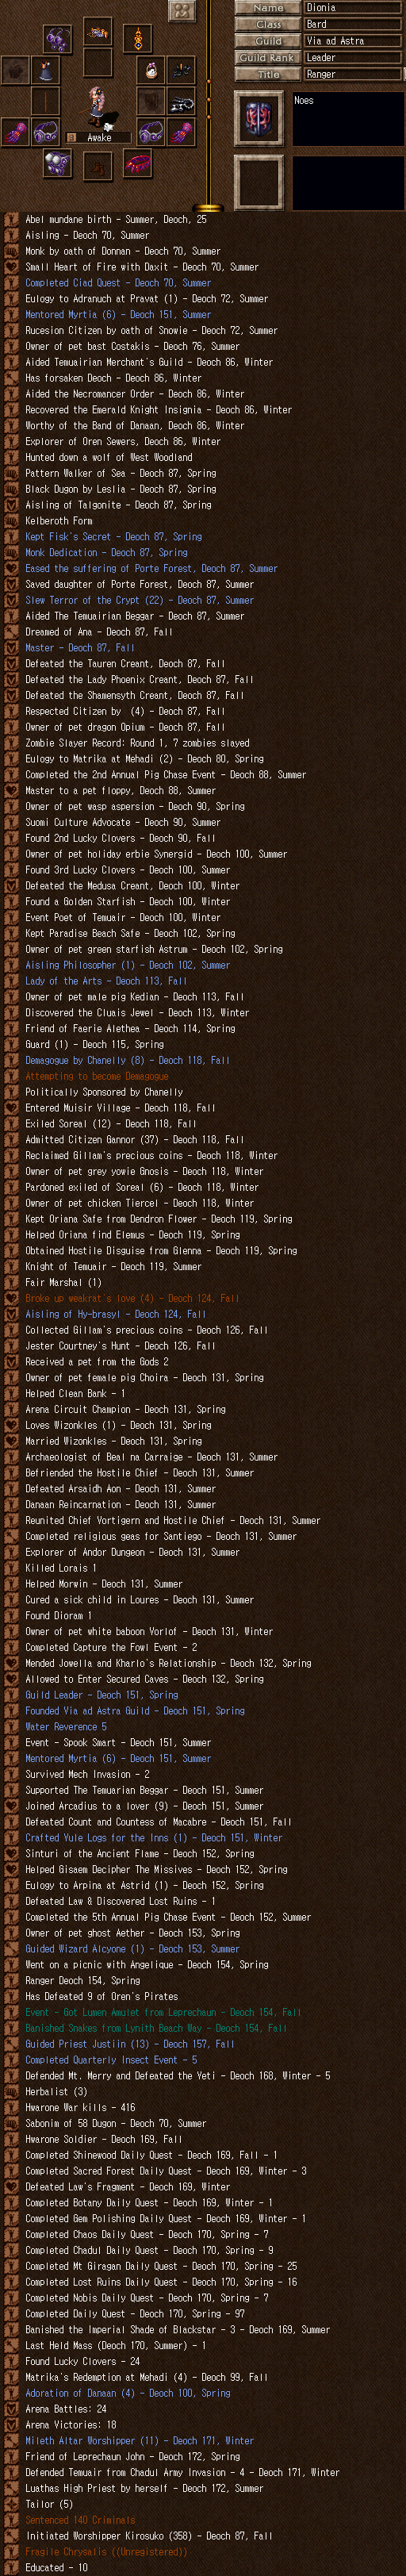 Name Dionia
Class Bard
Guild Via ad Astra
Guild Rank Leader
Title Ranger
Noes
Awake
Abel mundane birth - Summer, Deoch, 25
Aisling - Deoch 70, Summer
Monk by oath of Donnan - Deoch 70, Summer
Small Heart of Fire with Daxit - Deoch 70, Summer
Completed Ciad Quest - Deoch 70, Summer
Eulogy to Adranuch at Pravat (1) - Deoch 72, Summer
Mentored Myrtia (6) - Deoch 151, Summer
Rucesion Citizen by oath of Snowie - Deoch 72, Summer
Owner of pet bast Costakis - Deoch 76, Summer
Aided Temuairian Merchant's Guild - Deoch 86, Winter
Has forsaken Deoch - Deoch 86, Winter
Aided the Necromancer Order - Deoch 86, Winter
Recovered the Emerald Knight Insignia - Deoch 86, Winter
Worthy of the Band of Danaan, Deoch 86, Winter
Explorer of Oren Sewers, Deoch 86, Winter
Hunted down a wolf of West Woodland
Pattern Walker of Sea - Deoch 87, Spring
Black Dugon by Leslia - Deoch 87, Spring
Aisling of Talgonite - Deoch 87, Spring
Kelberoth Form
Kept Fisk's Secret - Deoch 87, Spring
Monk Dedication - Deoch 87, Spring
Eased the suffering of Porte Forest, Deoch 87, Summer
Saved daughter of Porte Forest, Deoch 87, Summer
Slew Terror of the Crypt (22) - Deoch 87, Summer
Aided The Temuairian Beggar - Deoch 87, Summer
Dreamed of Ana - Deoch 87, Fall
Master - Deoch 87, Fall
Defeated the Tauren Creant, Deoch 87, Fall
Defeated the Lady Phoenix Creant, Deoch 87, Fall
Defeated the Shamensyth Creant, Deoch 87, Fall
Respected Citizen by  (4) - Deoch 87, Fall
Owner of pet dragon Opium - Deoch 87, Fall
Zombie Slayer Record: Round 1, 7 zombies slayed
Eulogy to Matrika at Mehadi (2) - Deoch 80, Spring
Completed the 2nd Annual Pig Chase Event - Deoch 88, Summer
Master to a pet floppy, Deoch 88, Summer
Owner of pet wasp aspersion - Deoch 90, Spring
Suomi Culture Advocate - Deoch 90, Summer
Found 2nd Lucky Clovers - Deoch 90, Fall
Owner of pet holiday erbie Synergid - Deoch 100, Summer
Found 3rd Lucky Clovers - Deoch 100, Summer
Defeated the Medusa Creant, Deoch 100, Winter
Found a Golden Starfish - Deoch 100, Winter
Event Poet of Temuair - Deoch 100, Winter
Kept Paradise Beach Safe - Deoch 102, Spring
Owner of pet green starfish Astrum - Deoch 102, Spring
Aisling Philosopher (1) - Deoch 102, Summer
Lady of the Arts - Deoch 113, Fall
Owner of pet male pig Kedian - Deoch 113, Fall
Discovered the Cluais Jewel - Deoch 113, Winter
Friend of Faerie Alethea - Deoch 114, Spring
Guard (1) - Deoch 115, Spring
Demagogue by Chanelly (8) - Deoch 118, Fall
Attempting to become Demagogue
Politically Sponsored by Chanelly
Entered Muisir Village - Deoch 118, Fall
Exiled Soreal (12) - Deoch 118, Fall
Admitted Citizen Gannor (37) - Deoch 118, Fall
Reclaimed Gillam's precious coins - Deoch 118, Winter
Owner of pet grey yowie Gnosis - Deoch 118, Winter
Pardoned exiled of Soreal (6) - Deoch 118, Winter
Owner of pet chicken Tiercel - Deoch 118, Winter
Kept Oriana Safe from Dendron Flower - Deoch 119, Spring
Helped Oriana find Elemus - Deoch 119, Spring
Obtained Hostile Disguise from Glenna - Deoch 119, Spring
Knight of Temuair - Deoch 119, Summer
Fair Marshal (1)
Broke up weakrat's love (4) - Deoch 124, Fall
Aisling of Hy-brasyl - Deoch 124, Fall
Collected Gillam's precious coins - Deoch 126, Fall
Jester Courtney's Hunt - Deoch 126, Fall
Received a pet from the Gods 2
Owner of pet female pig Choira - Deoch 131, Spring
Helped Clean Bank - 1
Arena Circuit Champion - Deoch 131, Spring
Loves Wizonkles (1) - Deoch 131, Spring
Married Wizonkles - Deoch 131, Spring
Archaeologist of Beal na Carraige - Deoch 131, Summer
Befriended the Hostile Chief - Deoch 131, Summer
Defeated Arsaidh Aon - Deoch 131, Summer
Danaan Reincarnation - Deoch 131, Summer
Reunited Chief Vortigern and Hostile Chief - Deoch 131, Summer
Completed religious geas for Santiego - Deoch 131, Summer
Explorer of Andor Dungeon - Deoch 131, Summer
Killed Lorais 1
Helped Morwin - Deoch 131, Summer
Cured a sick child in Loures - Deoch 131, Summer
Found Dioram 1
Owner of pet white baboon Vorlof - Deoch 131, Winter
Completed Capture the Fowl Event - 2
Mended Jovella and Kharlo's Relationship - Deoch 132, Spring
Allowed to Enter Secured Caves - Deoch 132, Spring
Guild Leader - Deoch 151, Spring
Founded Via ad Astra Guild - Deoch 151, Spring
Water Reverence 5
Event - Spook Smart - Deoch 151, Summer
Mentored Myrtia (6) - Deoch 151, Summer
Survived Mech Invasion - 2
Supported The Temuarian Beggar - Deoch 151, Summer
Joined Arcadius to a lover (9) - Deoch 151, Summer
Defeated Count and Countess of Macabre - Deoch 151, Fall
Crafted Yule Logs for the Inns (1) - Deoch 151, Winter
Sinturi of the Ancient Flame - Deoch 152, Spring
Helped Gisaem Decipher The Missives - Deoch 152, Spring
Eulogy to Arpina at Astrid (1) - Deoch 152, Spring
Defeated Law & Discovered Lost Ruins - 1
Completed the 5th Annual Pig Chase Event - Deoch 152, Summer
Owner of pet ghost Aether - Deoch 153, Spring
Guided Wizard Alcyone (1) - Deoch 153, Summer
Went on a picnic with Angelique - Deoch 154, Spring
Ranger Deoch 154, Spring
Has Defeated 9 of Oren's Pirates
Event - Got Lumen Amulet from Leprechaun - Deoch 154, Fall
Banished Snakes from Lynith Beach Way - Deoch 154, Fall
Guided Priest Justiin (13) - Deoch 157, Fall
Completed Quarterly Insect Event - 5
Defended Mt. Merry and Defeated the Yeti - Deoch 168, Winter - 5
Herbalist (3)
Hwarone War kills - 416
Sabonim of 58 Dugon - Deoch 70, Summer
Hwarone Soldier - Deoch 169, Fall
Completed Shinewood Daily Quest - Deoch 169, Fall - 1
Completed Sacred Forest Daily Quest - Deoch 169, Winter - 3
Defeated Law's Fragment - Deoch 169, Winter
Completed Botany Daily Quest - Deoch 169, Winter - 1
Completed Gem Polishing Daily Quest - Deoch 169, Winter - 1
Completed Chaos Daily Quest - Deoch 170, Spring - 7
Completed Chadul Daily Quest - Deoch 170, Spring - 9
Completed Mt Giragan Daily Quest - Deoch 170, Spring - 25
Completed Lost Ruins Daily Quest - Deoch 170, Spring - 16
Completed Nobis Daily Quest - Deoch 170, Spring - 7
Completed Daily Quest - Deoch 170, Spring - 97
Banished the Imperial Shade of Blackstar - 3 - Deoch 169, Summer
Last Held Mass (Deoch 170, Summer) - 1
Found Lucky Clovers - 24
Matrika's Redemption at Mehadi (4) - Deoch 99, Fall
Adoration of Danaan (4) - Deoch 100, Spring
Arena Battles: 24
Arena Victories: 18
Mileth Altar Worshipper (11) - Deoch 171, Winter
Friend of Leprechaun John - Deoch 172, Spring
Defended Temuair from Chadul Army Invasion - 4 - Deoch 171, Winter
Luathas High Priest by herself - Deoch 172, Summer
Tailor (5)
Sentenced 140 Criminals
Initiated Worshipper Kirosuko (358) - Deoch 87, Fall
Fragile Chrysalis ((Unregistered))
Educated - 10